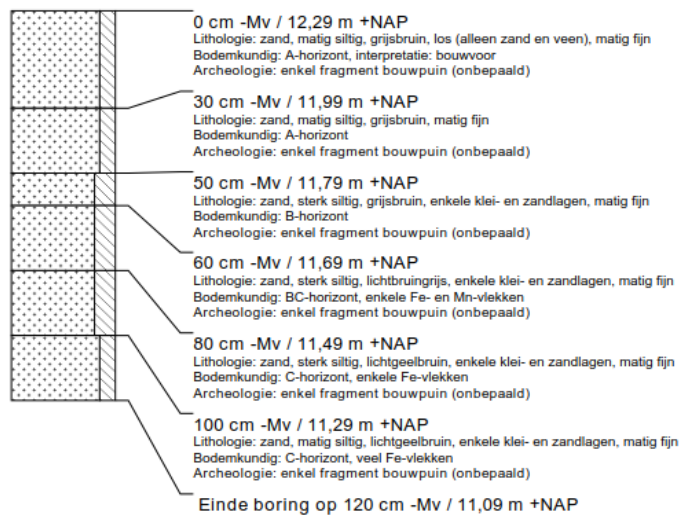 0 cm -Mv / 12,29 m +NAP
Lithologie: zand, matig siltig, grijsbruin, los (alleen zand en veen), matig fijn
Bodemkundig: A-horizont, interpretatie: bouwvoor
Archeologie: enkel fragment bouwpuin (onbepaald)
30 cm -Mv / 11,99 m +NAP
Lithologie: zand, matig siltig, grijsbruin, matig fijn
Bodemkundig: A-horizont
Archeologie: enkel fragment bouwpuin (onbepaald)
50 cm -Mv / 11,79 m +NAP
Lithologie: zand, sterk siltig, grijsbruin, enkele klei- en zandlagen, matig fijn
Bodemkundig: B-horizont
Archeologie: enkel fragment bouwpuin (onbepaald)
60 cm -Mv / 11,69 m +NAP
Lithologie: zand, sterk siltig, lichtbruingrijs, enkele klei- en zandlagen, matig fijn
Bodemkundig: BC-horizont, enkele Fe- en Mn-vlekken
Archeologie: enkel fragment bouwpuin (onbepaald)
80 cm -Mv / 11,49 m +NAP
Lithologie: zand, sterk siltig, lichtgeelbruin, enkele klei- en zandlagen, matig fijn
Bodemkundig: C-horizont, enkele Fe-vlekken
Archeologie: enkel fragment bouwpuin (onbepaald)
100 cm -Mv / 11,29 m +NAP
Lithologie: zand, matig siltig, lichtgeelbruin, enkele klei- en zandlagen, matig fijn
Bodemkundig: C-horizont, veel Fe-vlekken
Archeologie: enkel fragment bouwpuin (onbepaald)
Einde boring op 120 cm -Mv / 11,09 m +NAP